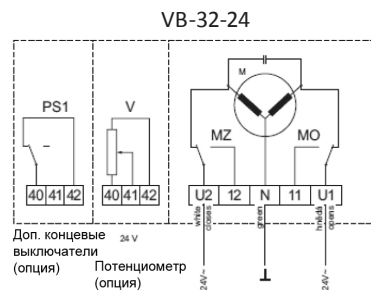 VB-32-24
M
PS1
V
MZ
MO
40 41 42
40 41 42
U2 12 N 11 U1
white
closes
green
hnědá
opens
Доп. концевые
выключатели
(опция)
24 V
Потенциометр
(опция)
24V~
24V~